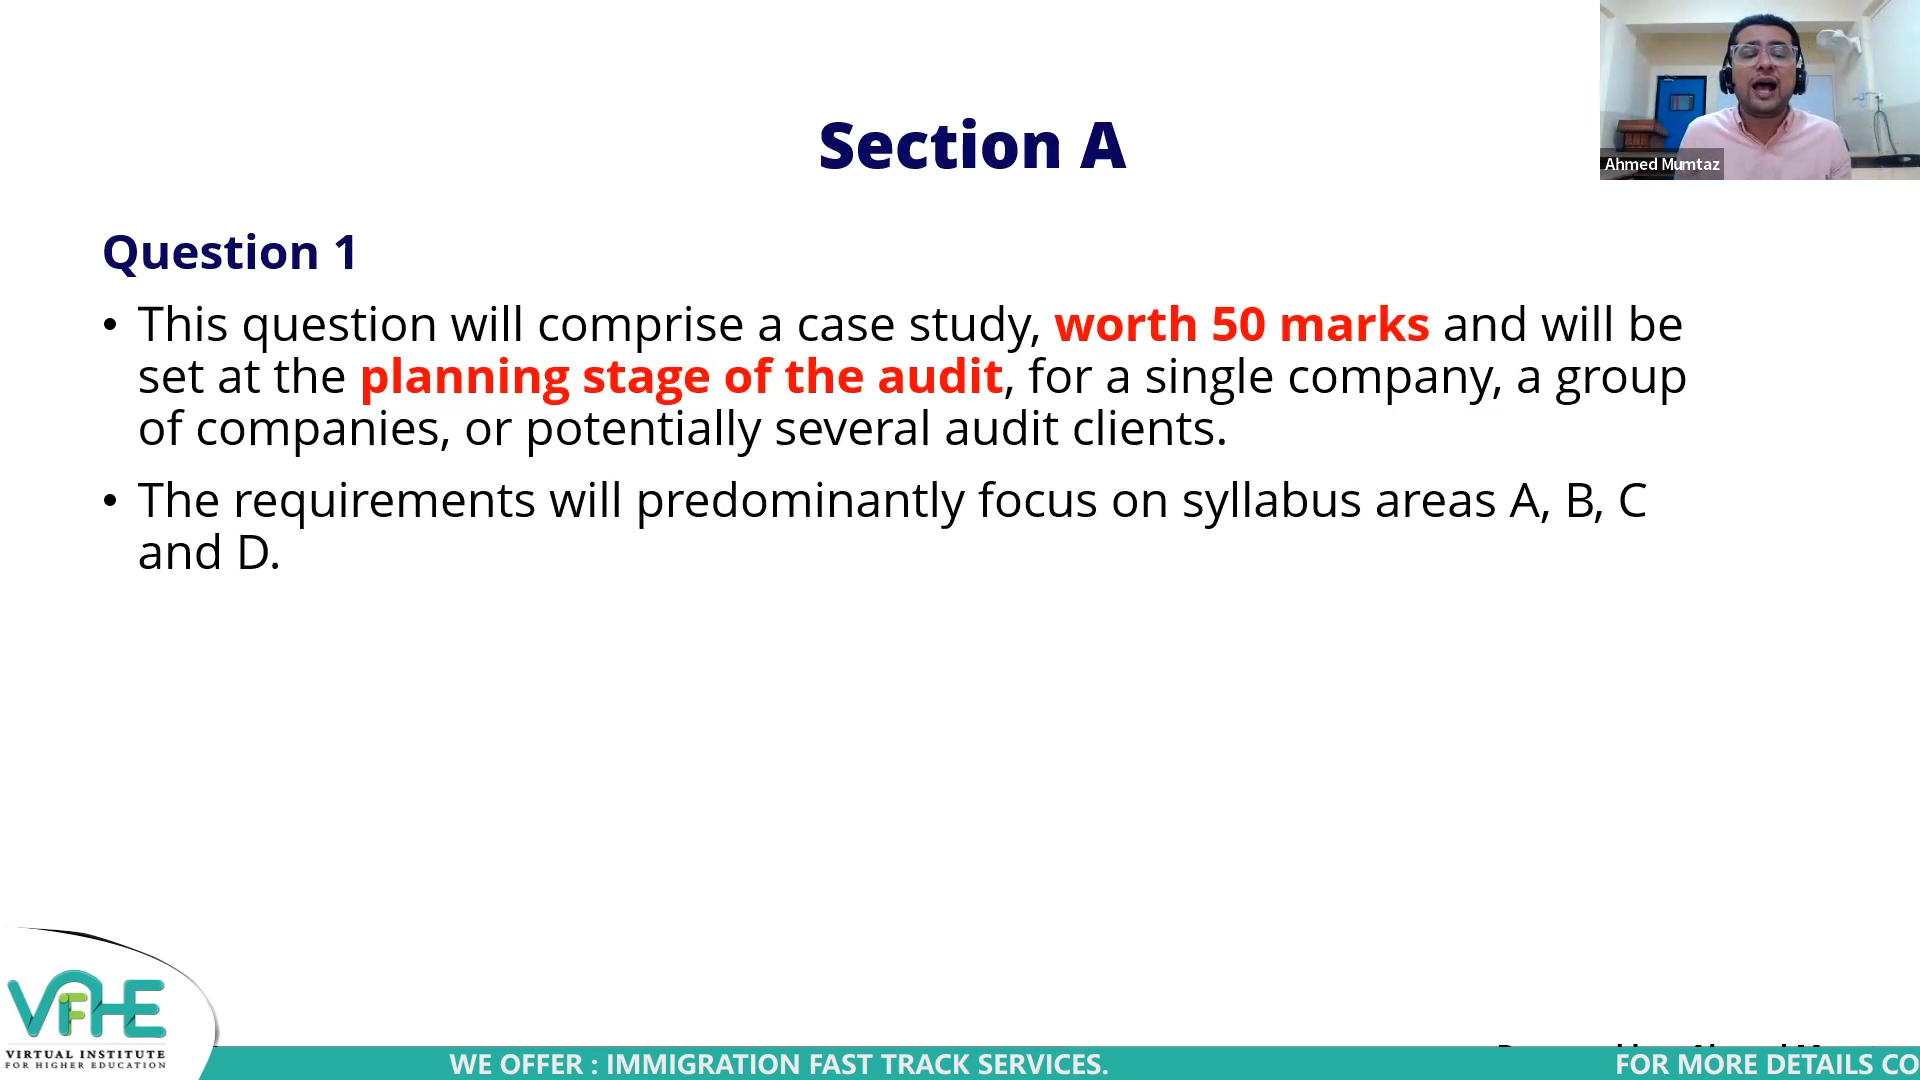 Section A
Ahmed Mumtaz
Question 1
• This question will comprise a case study, worth 50 marks and will be
set at the planning stage of the audit, for a single company, a group
of companies, or potentially several audit clients.
• The requirements will predominantly focus on syllabus areas A, B, C
and D.
VIFHE
VIRTUAL INSTITUTE
FOR HIGHER EDUCATION
WE OFFER : IMMIGRATION FAST TRACK SERVICES.
FOR MORE DETAILS CO